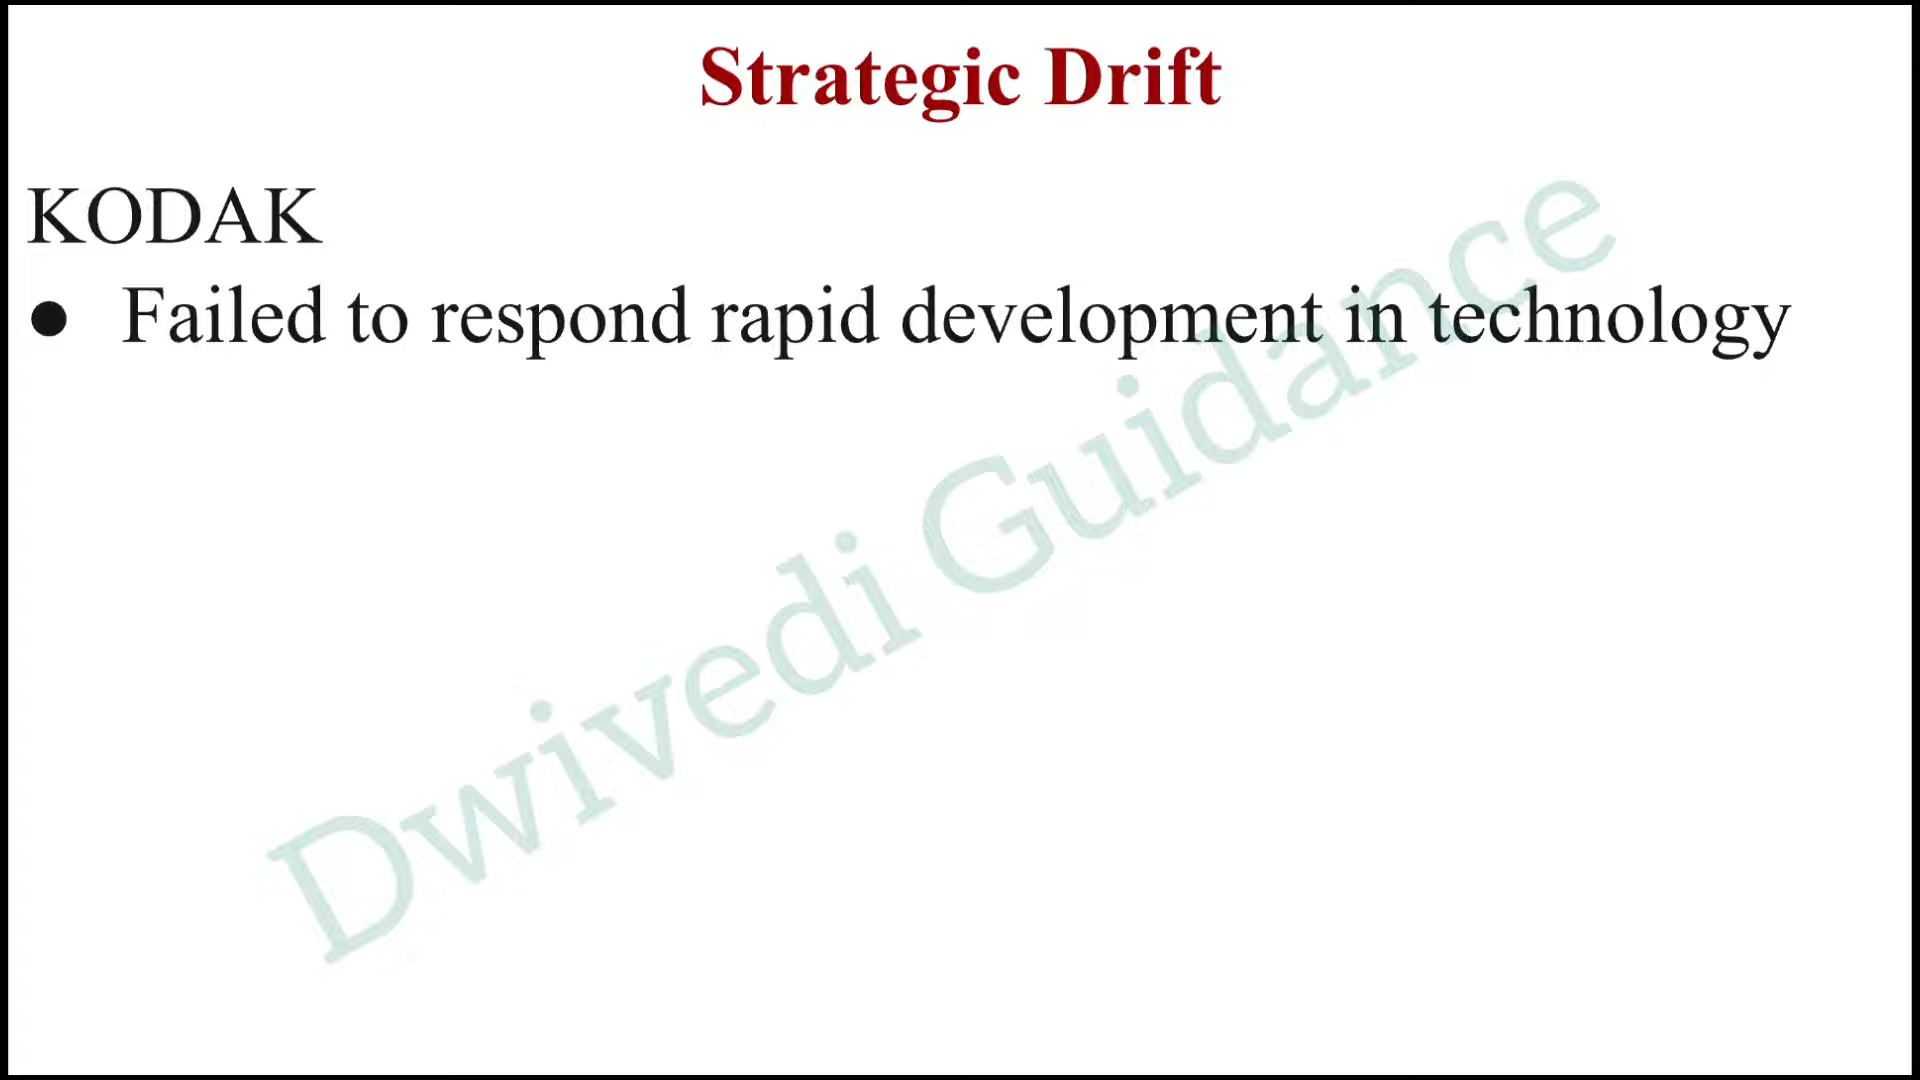 Strategic Drift
KODAK
● Failed to respond rapid development in technology
Dwivedi Guidance